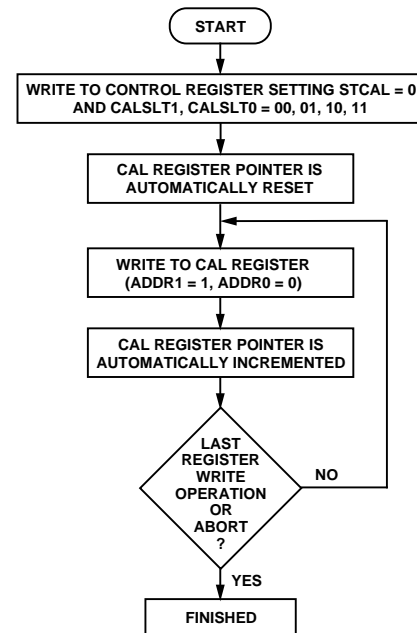 START
WRITE TO CONTROL REGISTER SETTING STCAL = 0
AND CALSLT1, CALSLT0 = 00, 01, 10, 11
CAL REGISTER POINTER IS
AUTOMATICALLY RESET
WRITE TO CAL REGISTER
(ADDR1 = 1, ADDR0 = 0)
CAL REGISTER POINTER IS
AUTOMATICALLY INCREMENTED
LAST
REGISTER
WRITE
OPERATION
OR
ABORT
?
NO
YES
FINISHED